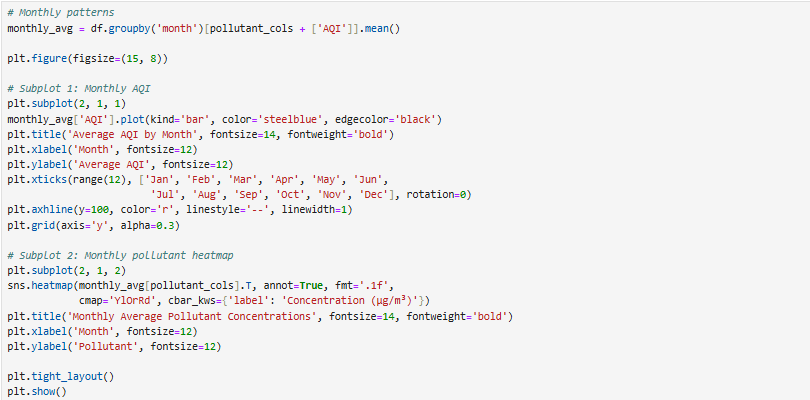 # Monthly patterns
monthly_avg = df.groupby('month')[pollutant_cols + ['AQI']].mean()

plt.figure(figsize=(15, 8))

# Subplot 1: Monthly AQI
plt.subplot(2, 1, 1)
monthly_avg['AQI'].plot(kind='bar', color='steelblue', edgecolor='black')
plt.title('Average AQI by Month', fontsize=14, fontweight='bold')
plt.xlabel('Month', fontsize=12)
plt.ylabel('Average AQI', fontsize=12)
plt.xticks(range(12), ['Jan', 'Feb', 'Mar', 'Apr', 'May', 'Jun',
                       'Jul', 'Aug', 'Sep', 'Oct', 'Nov', 'Dec'], rotation=0)
plt.axhline(y=100, color='r', linestyle='--', linewidth=1)
plt.grid(axis='y', alpha=0.3)

# Subplot 2: Monthly pollutant heatmap
plt.subplot(2, 1, 2)
sns.heatmap(monthly_avg[pollutant_cols].T, annot=True, fmt='.1f',
            cmap='YlOrRd', cbar_kws={'label': 'Concentration (μg/m³)'})
plt.title('Monthly Average Pollutant Concentrations', fontsize=14, fontweight='bold')
plt.xlabel('Month', fontsize=12)
plt.ylabel('Pollutant', fontsize=12)

plt.tight_layout()
plt.show()